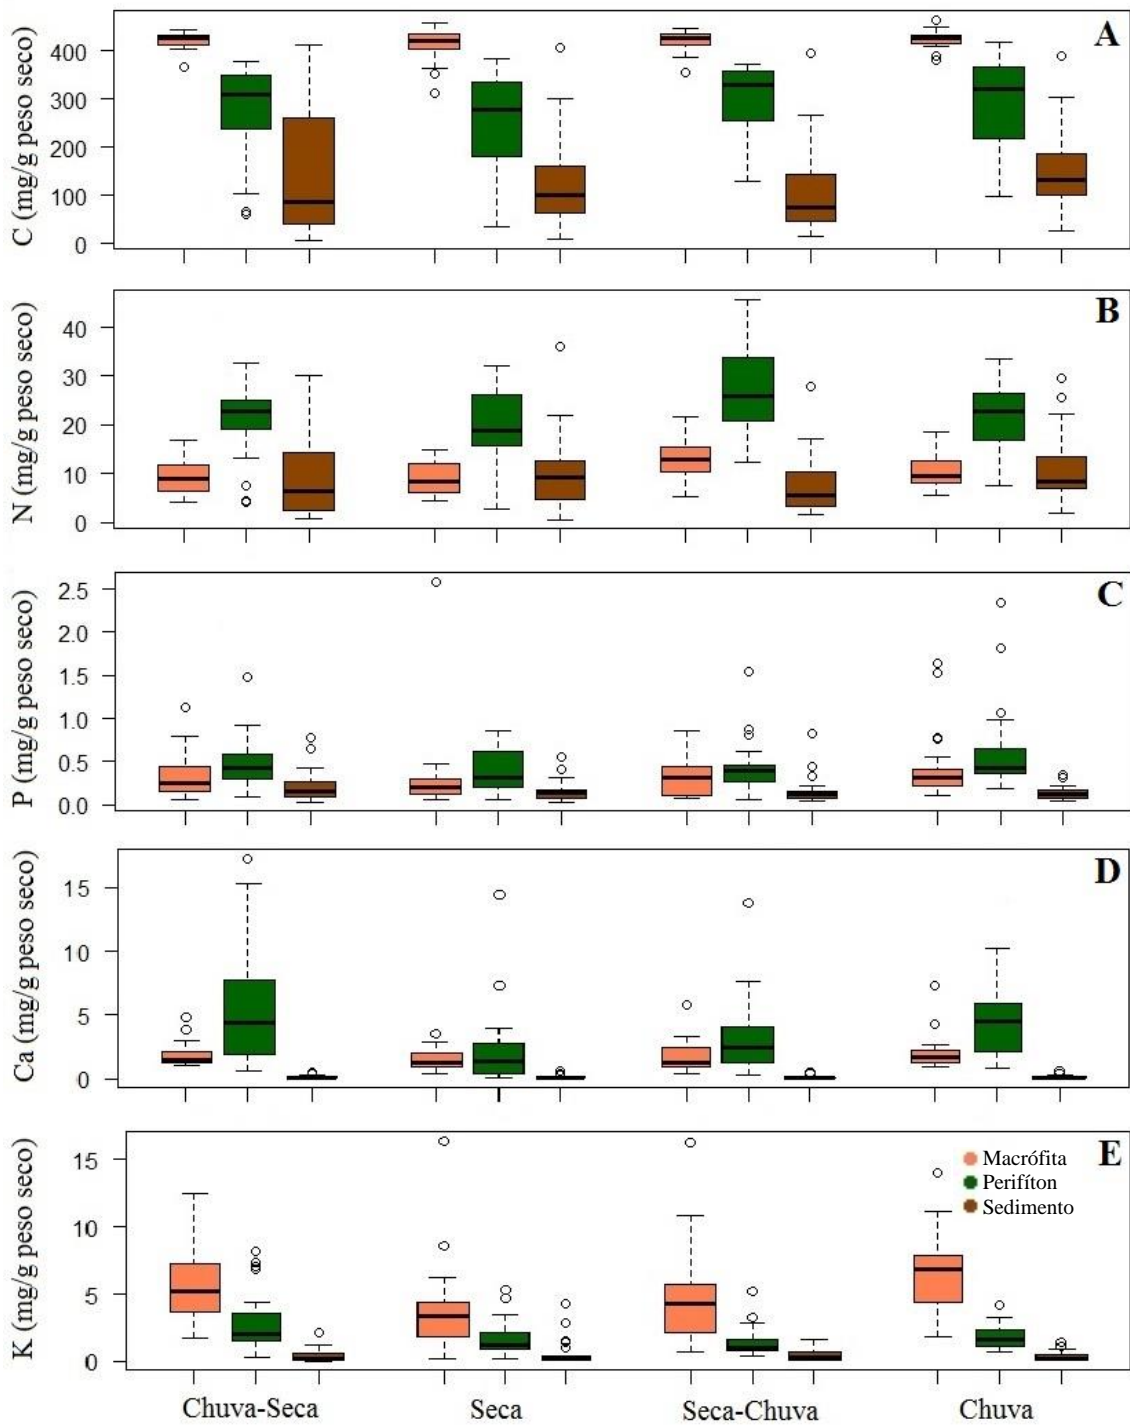 A
C (mg/g peso seco)
400
300
200
100
0
B
N (mg/g peso seco)
40
30
20
10
0
C
P (mg/g peso seco)
2.5
2.0
1.5
1.0
0.5
0.0
D
Ca (mg/g peso seco)
15
10
5
0
E
K (mg/g peso seco)
15
10
5
0
Macrófita
Perifíton
Sedimento
Chuva-Seca
Seca
Seca-Chuva
Chuva